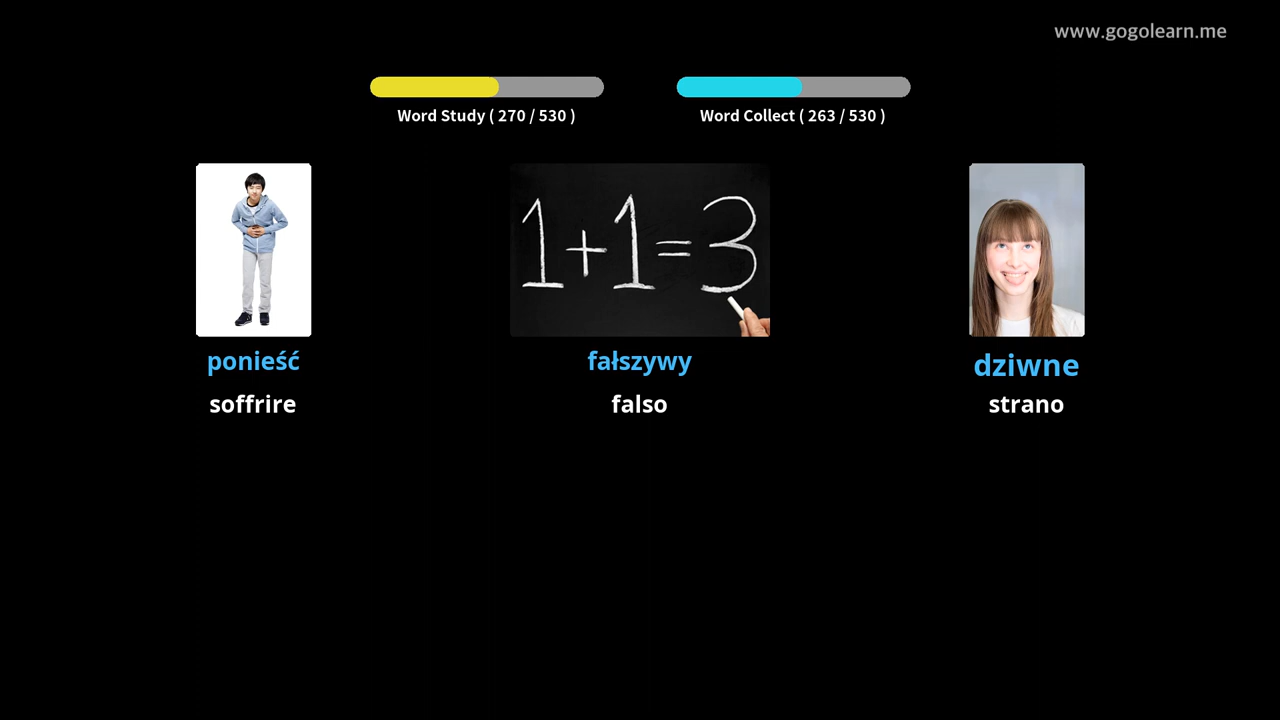 www.gogolearn.me
Word Study ( 270 / 530 )
Word Collect ( 263 / 530 )
1+1=3
ponieść
fałszywy
dziwne
soffrire
falso
strano